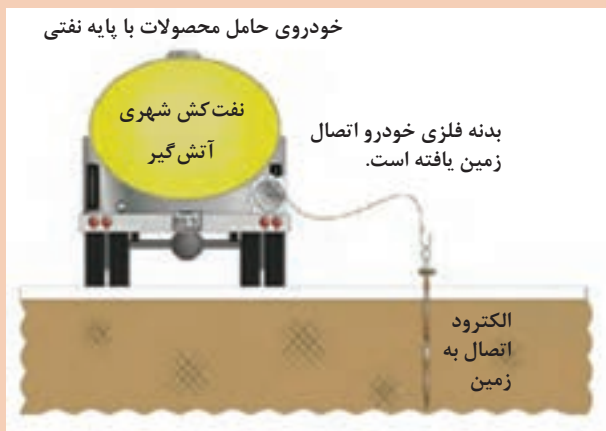 خودروی حامل محصولات با پایه نفتی
نفت‌کش شهری
آتش‌گیر
بدنه فلزی خودرو اتصال
زمین یافته است.
الکترود
اتصال به
زمین